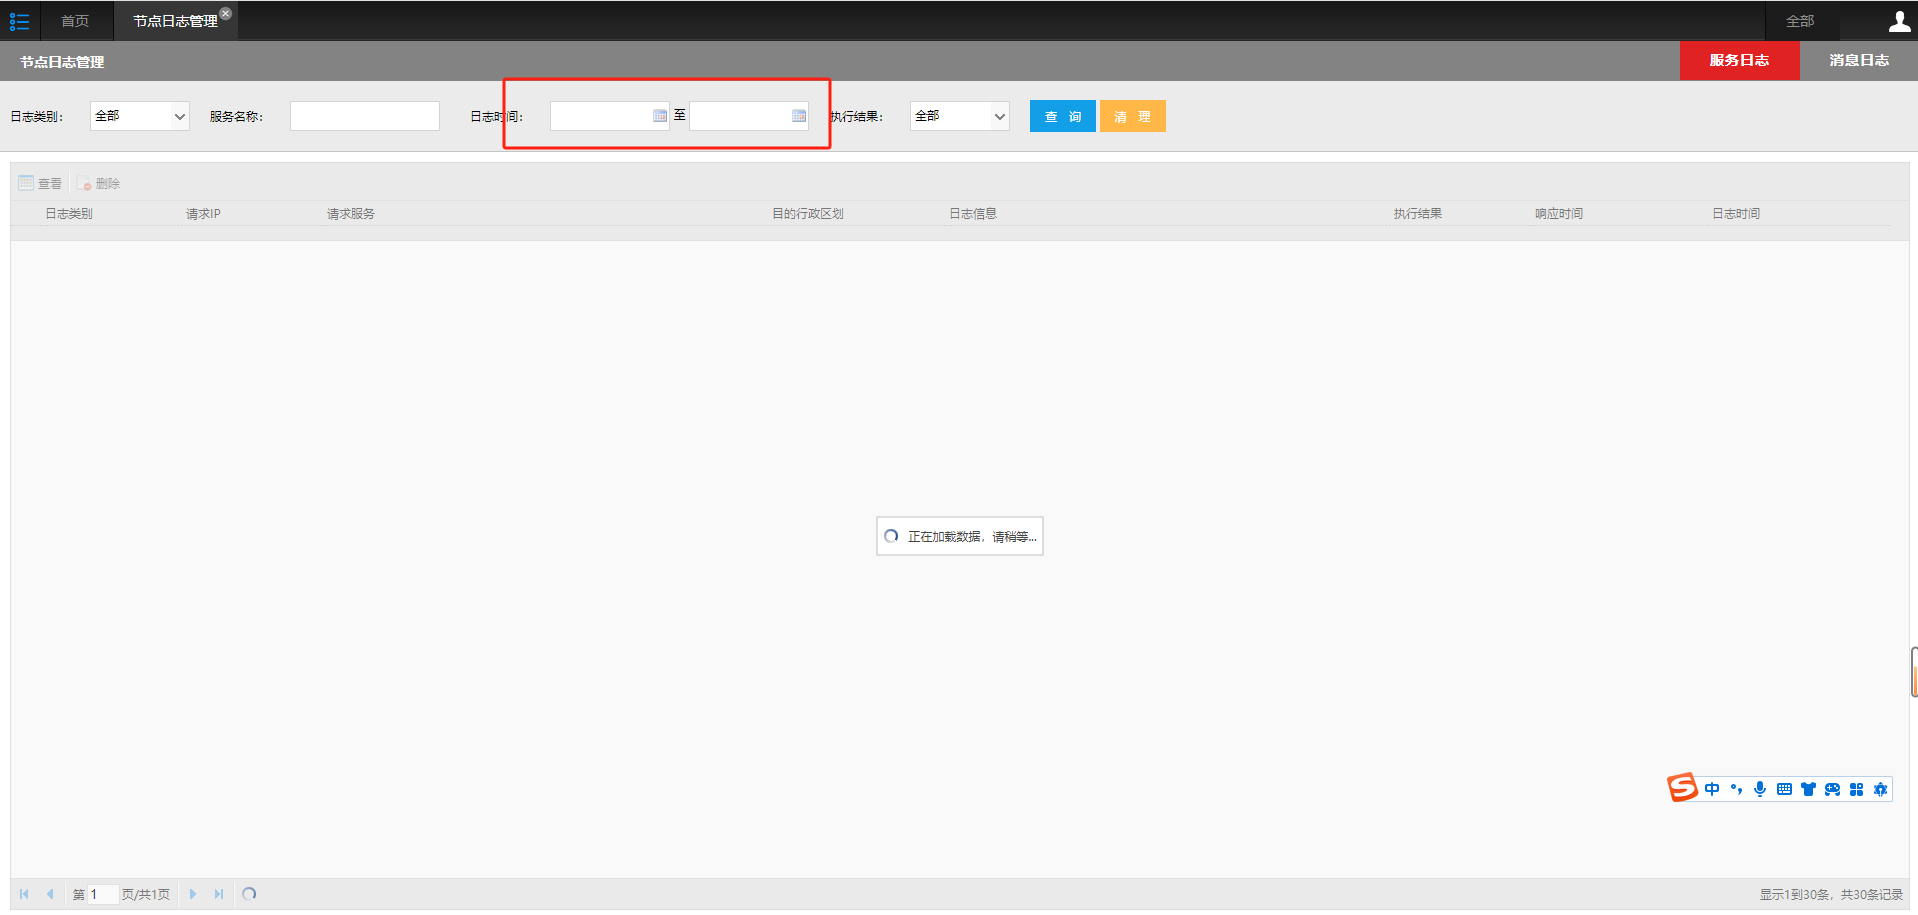 首页 节点日志管理 全部
节点日志管理 服务日志 消息日志
日志类别： 全部 服务名称： 日志时间： 至 执行结果： 全部 查 询 清 理
查看 删除
日志类别 请求IP 请求服务 目的行政区划 日志信息 执行结果 响应时间 日志时间
正在加载数据，请稍等...
S 中
第 1 页/共1页 显示1到30条，共30条记录